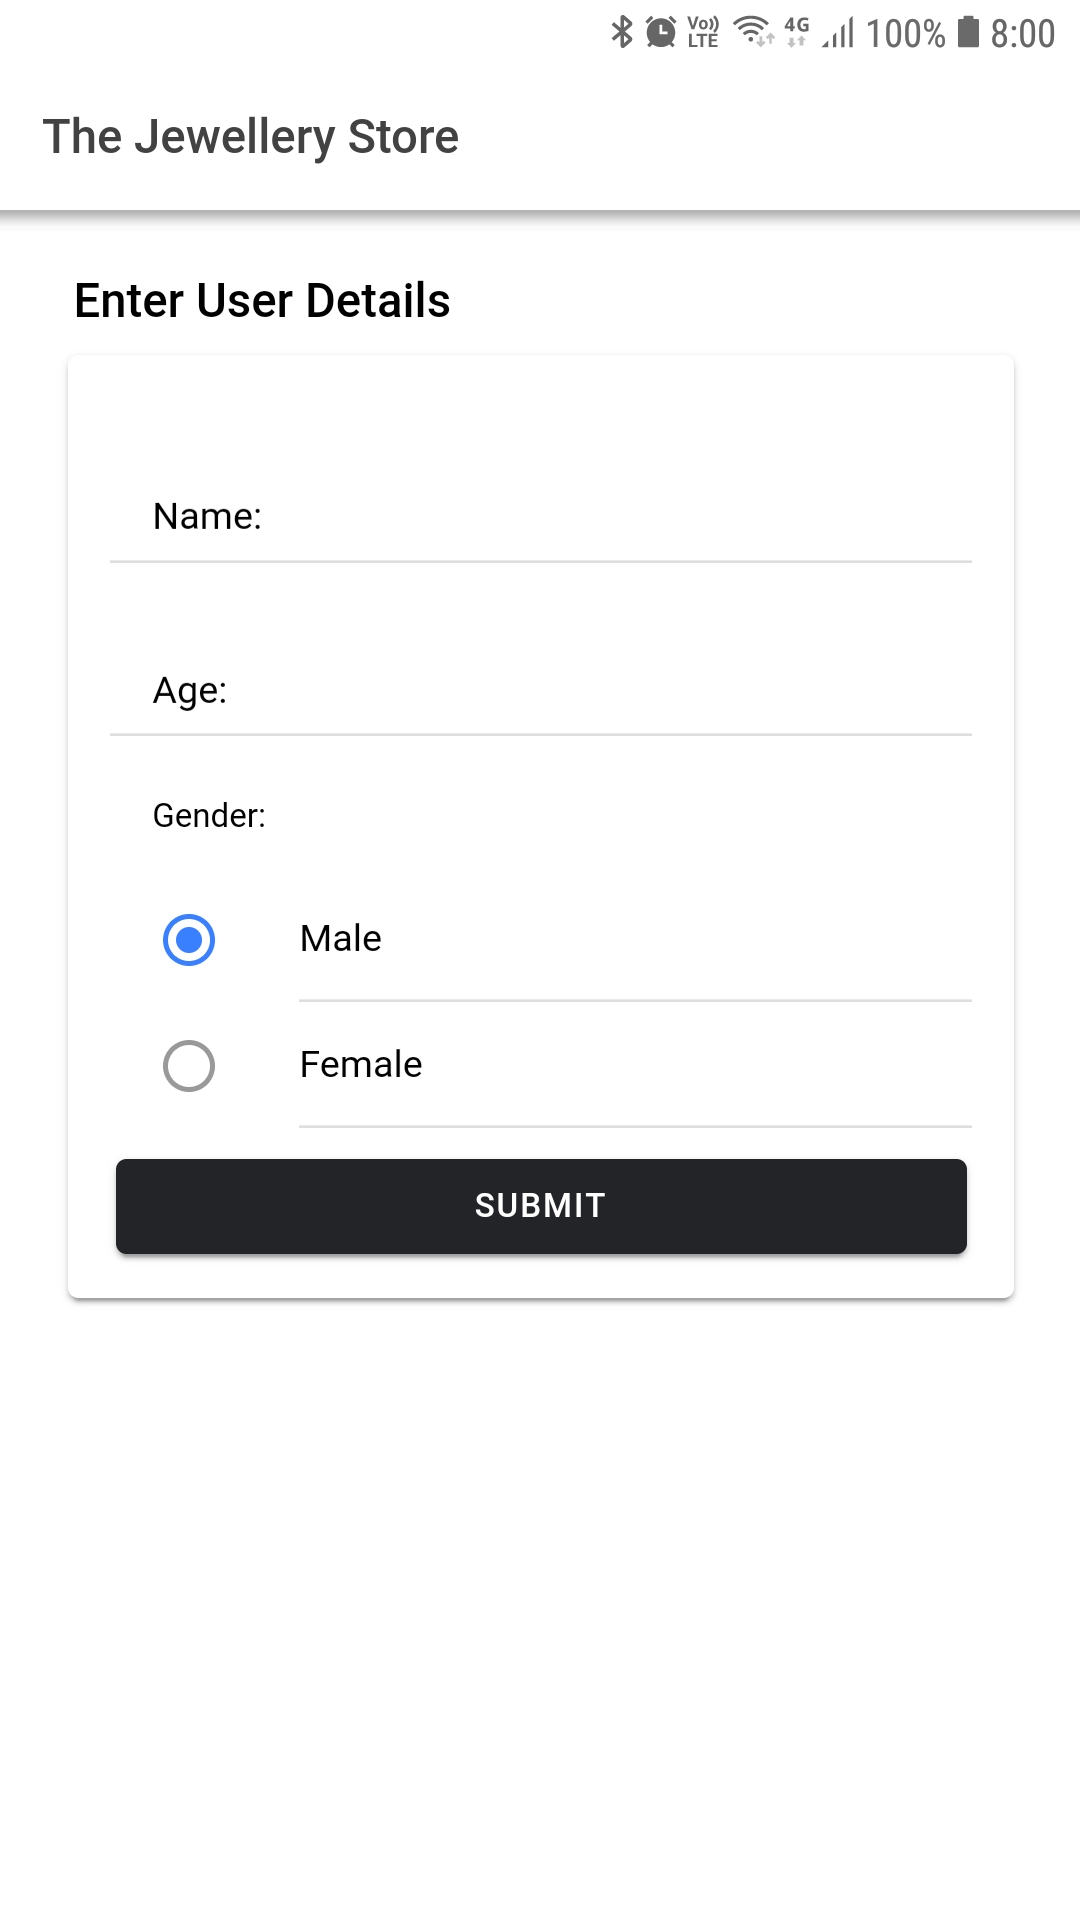 Vo)) LTE 4G 100% 8:00
The Jewellery Store
Enter User Details
Name:
Age:
Gender:
Male
Female
SUBMIT